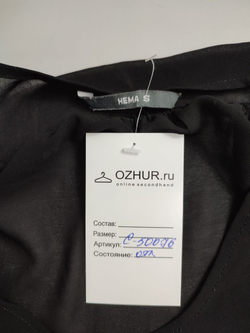 HEMA S
OZHUR.ru
online secondhand
Состав:
Размер:
Артикул:
Состояние: